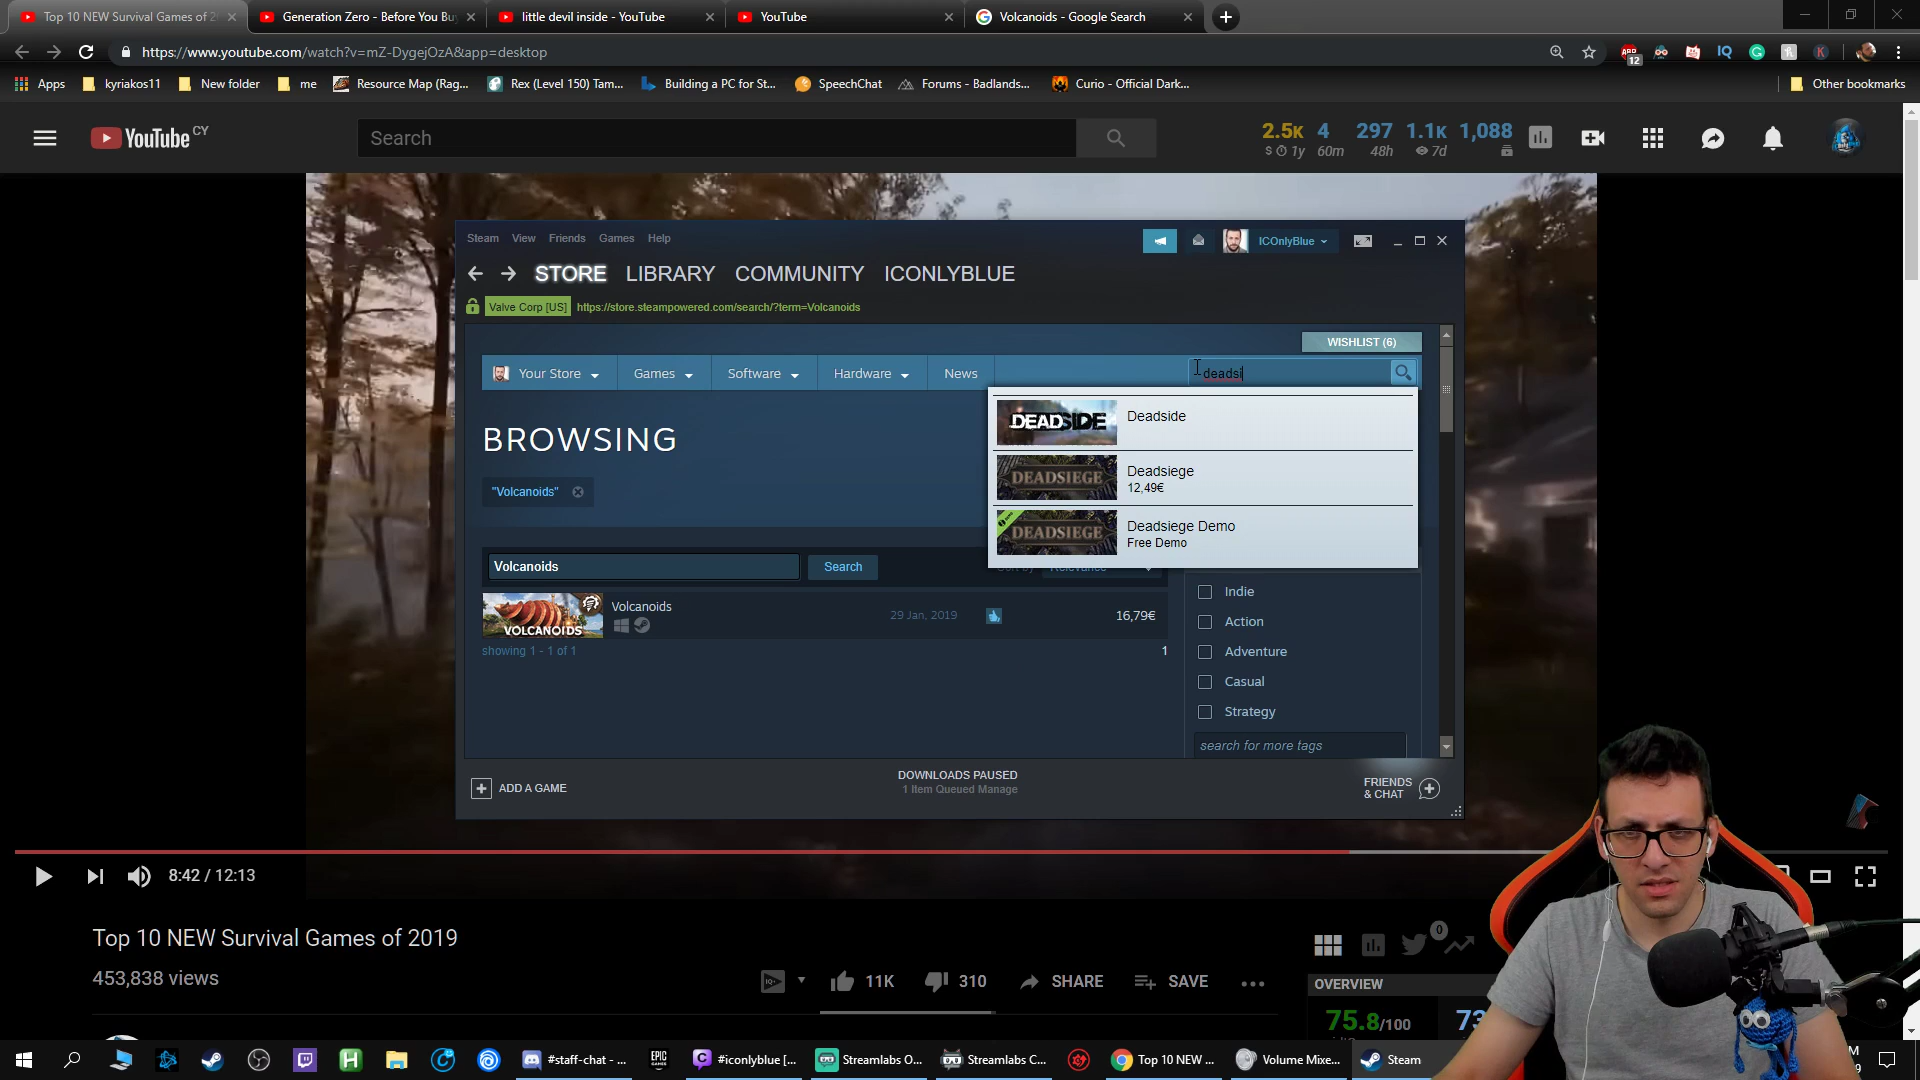 Top 10 NEW Survival Games of 2
Generation Zero - Before You Bu
little devil inside - YouTube
YouTube
Volcanoids - Google Search
https://www.youtube.com/watch?v=mZ-DygejOzA&app=desktop
12
Apps
kyriakos11
New folder
me
Resource Map (Rag...
Rex (Level 150) Tam...
Building a PC for St...
SpeechChat
Forums - Badlands...
Curio - Official Dark...
Other bookmarks
YouTube CY
Search
2.5K 4 297 1.1K 1,088
$ 1y 60m 48h 7d
Steam View Friends Games Help
ICOnlyBlue
STORE LIBRARY COMMUNITY ICONLYBLUE
Valve Corp [US] https://store.steampowered.com/search/?term=Volcanoids
WISHLIST (6)
Your Store Games Software Hardware News
deadsi
DEADSIDE
Deadside
BROWSING
DEADSIEGE
Deadsiege
12,49€
"Volcanoids"
DEADSIEGE
Deadsiege Demo
Free Demo
Volcanoids
Search
Sort by Relevance
Indie
VOLCANOIDS
Volcanoids
29 Jan, 2019
16,79€
Action
showing 1 - 1 of 1
1
Adventure
Casual
Strategy
search for more tags
ADD A GAME
DOWNLOADS PAUSED
1 Item Queued Manage
FRIENDS
& CHAT
8:42 / 12:13
Top 10 NEW Survival Games of 2019
453,838 views
11K
310
SHARE
SAVE
0
OVERVIEW
75.8/100
73
#staff-chat - ...
EPIC GAMES
#iconlyblue [...
Streamlabs O...
Streamlabs C...
Top 10 NEW ...
Volume Mixe...
Steam